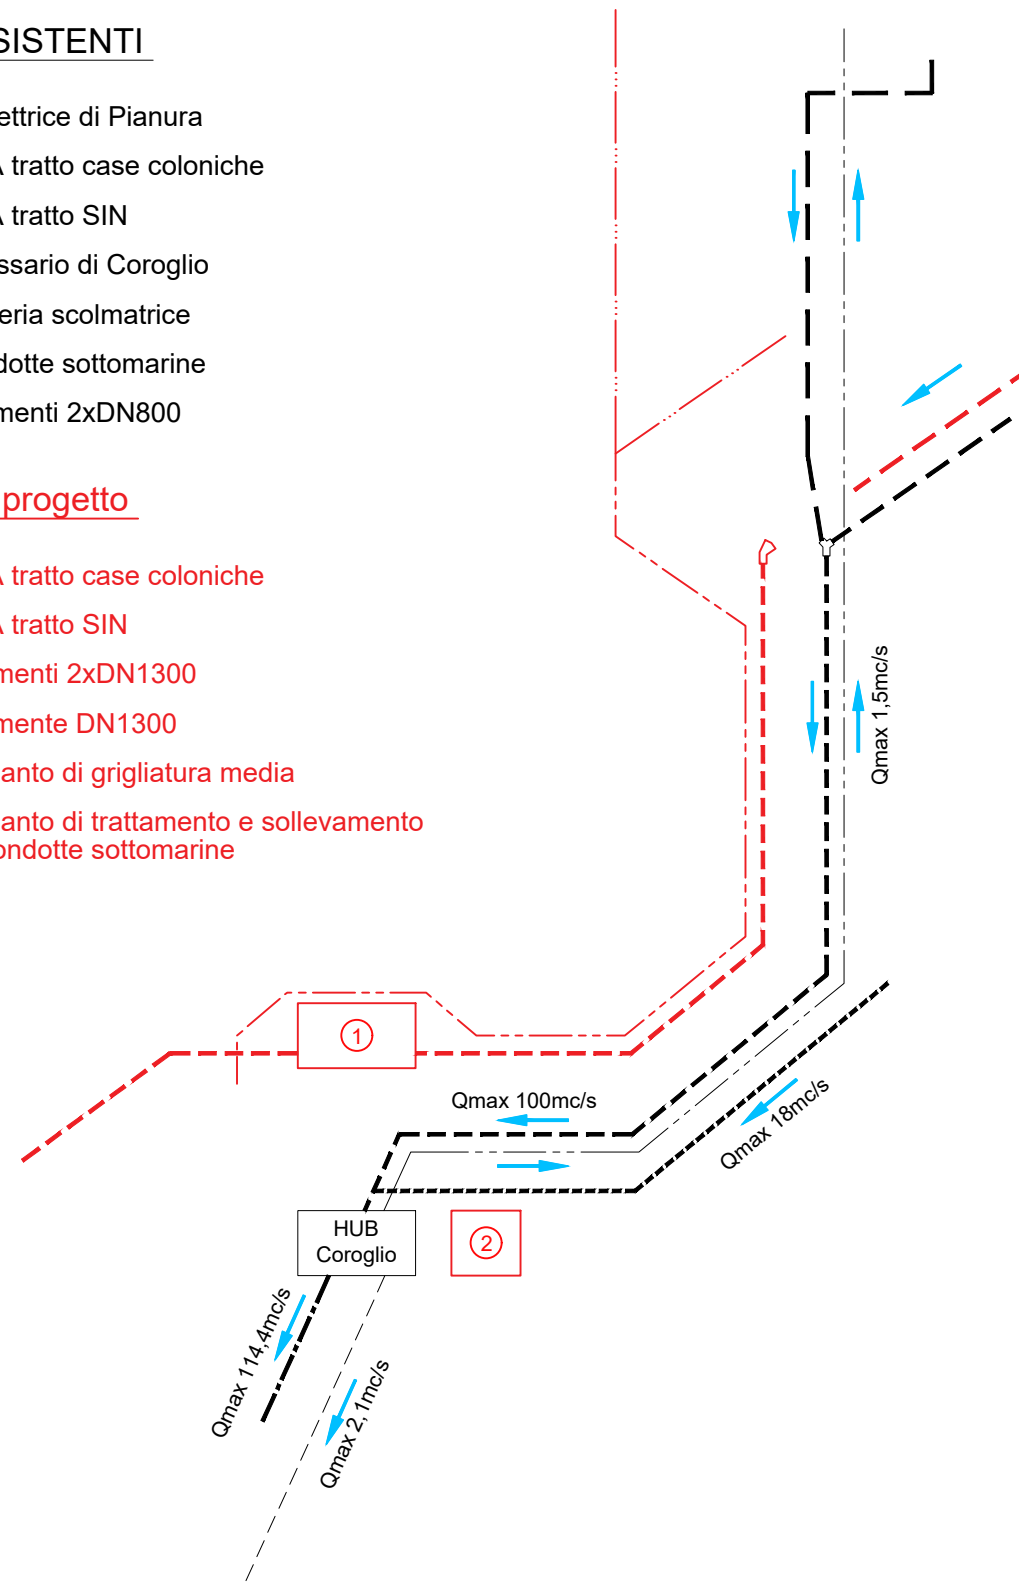 SISTENTI
ettrice di Pianura
A tratto case coloniche
A tratto SIN
ssario di Coroglio
eria scolmatrice
dotte sottomarine
menti 2xDN800
progetto
A tratto case coloniche
A tratto SIN
menti 2xDN1300
mente DN1300
anto di grigliatura media
anto di trattamento e sollevamento
ondotte sottomarine
Qmax 1,5mc/s
1
Qmax 100mc/s
Qmax 18mc/s
HUB
Coroglio
2
Qmax 114,4mc/s
Qmax 2,1mc/s